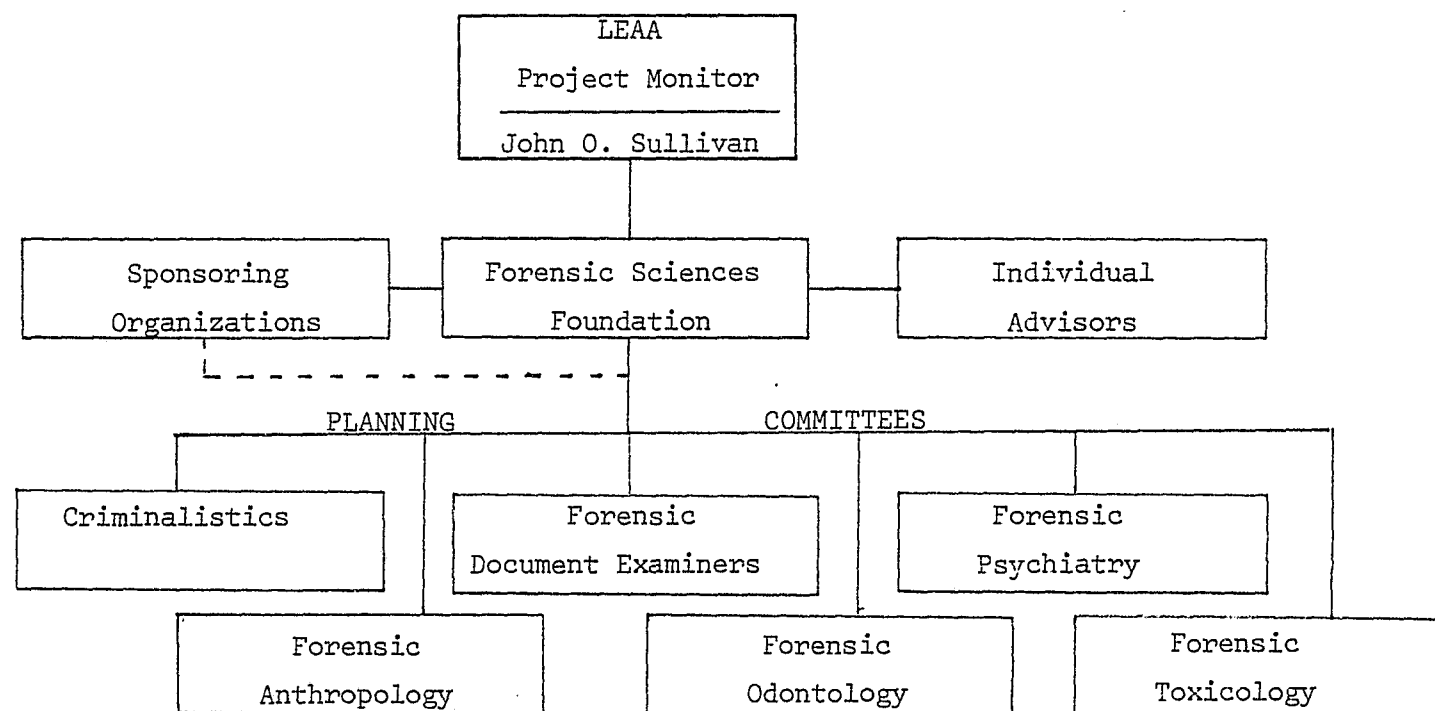 LEAA
Project Monitor
John O. Sullivan
Sponsoring
Organizations
Forensic Sciences
Foundation
Individual
Advisors
PLANNING COMMITTEES
Criminalistics
Forensic
Document Examiners
Forensic
Psychiatry
Forensic
Anthropology
Forensic
Odontology
Forensic
Toxicology